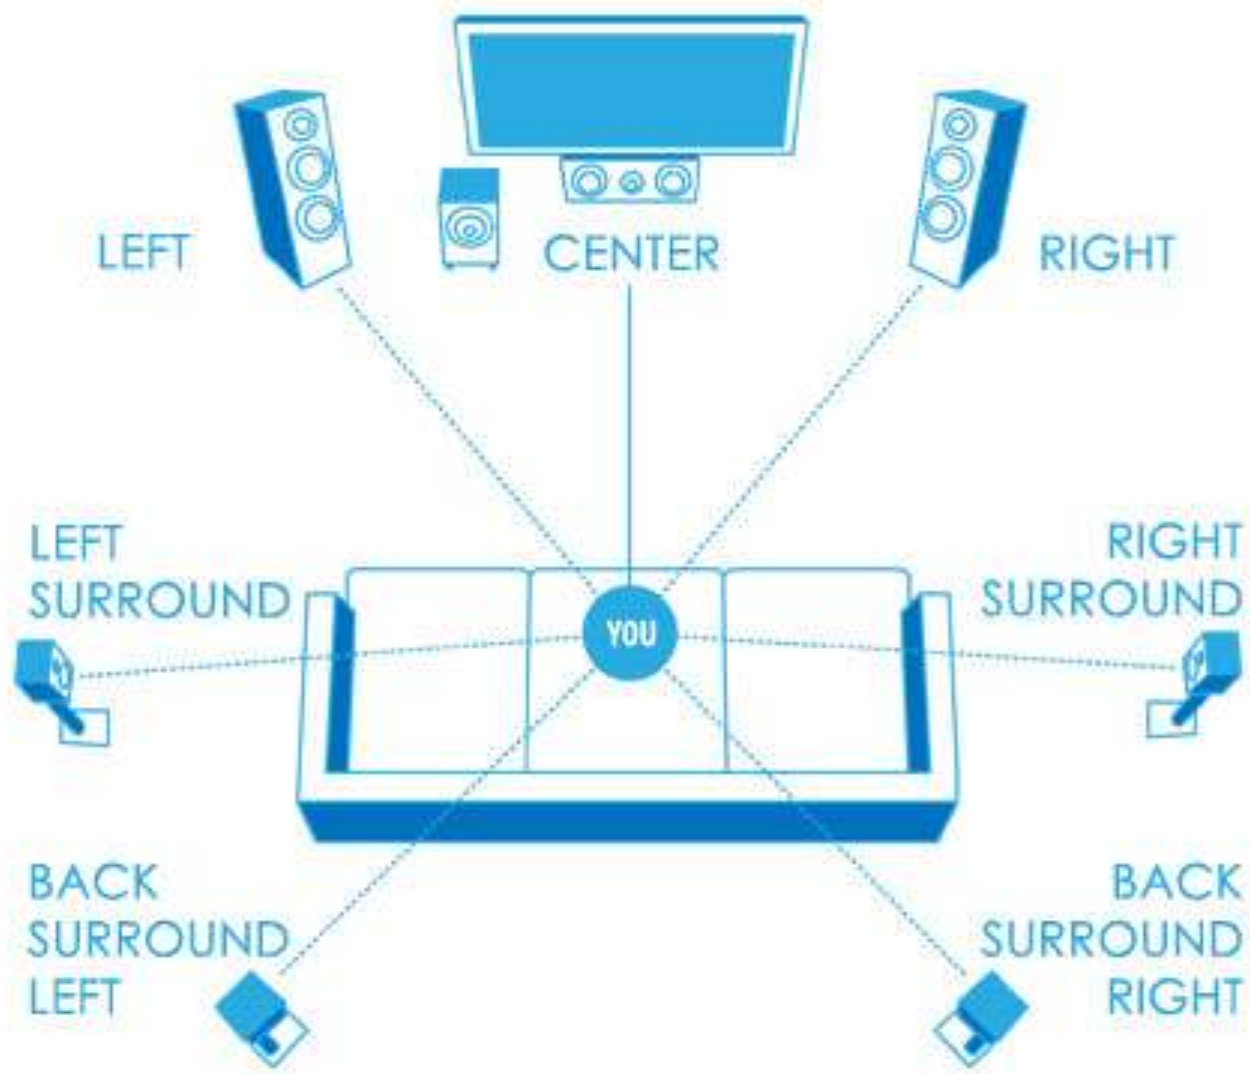 LEFT
CENTER
RIGHT
LEFT
SURROUND
RIGHT
SURROUND
YOU
BACK
SURROUND
LEFT
BACK
SURROUND
RIGHT